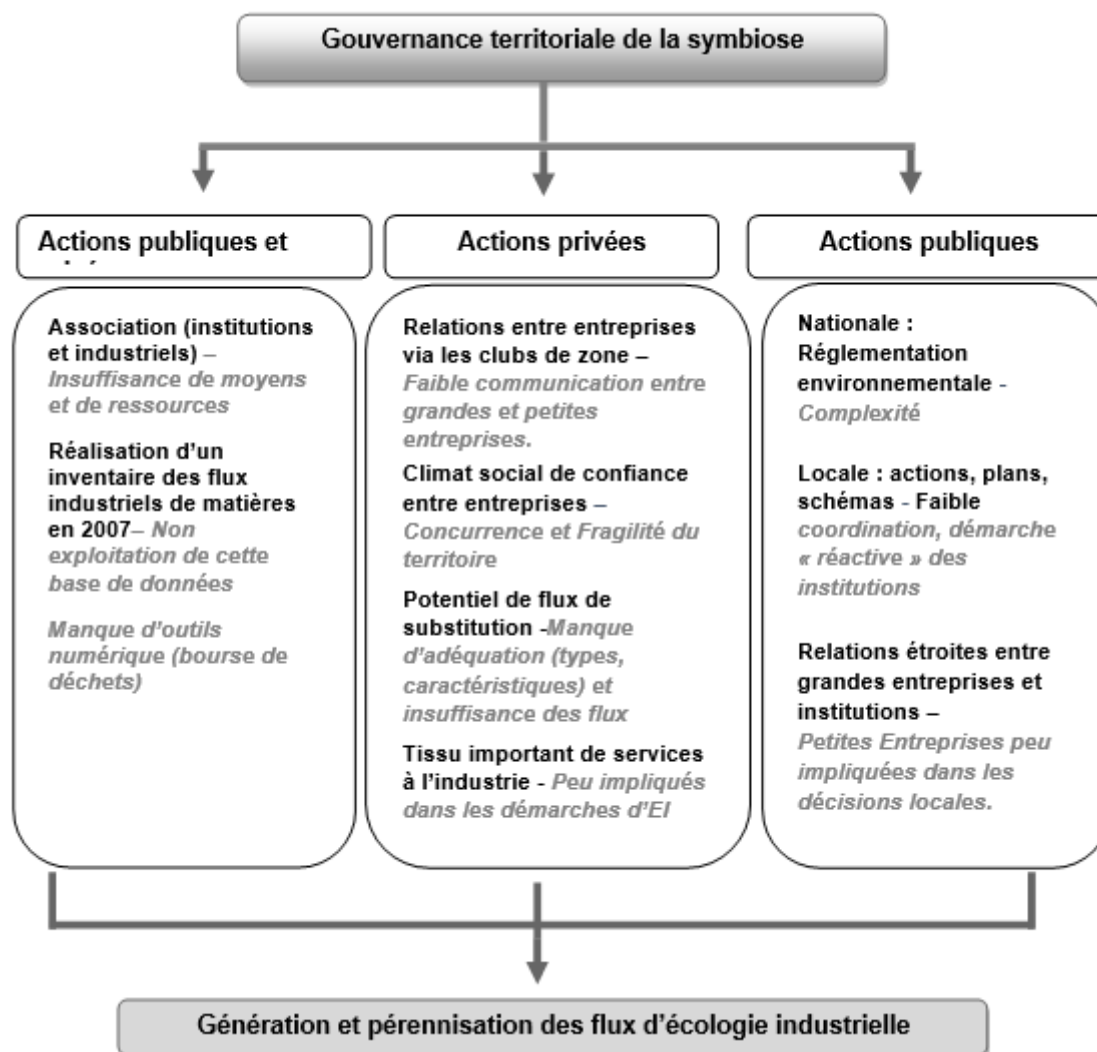 Gouvernance territoriale de la symbiose
Actions publiques et
Actions privées
Actions publiques
Association (institutions
et industriels) –
Insuffisance de moyens
et de ressources
Réalisation d’un
inventaire des flux
industriels de matières
en 2007– Non
exploitation de cette
base de données
Manque d’outils
numérique (bourse de
déchets)
Relations entre entreprises
via les clubs de zone –
Faible communication entre
grandes et petites
entreprises.
Climat social de confiance
entre entreprises –
Concurrence et Fragilité du
territoire
Potentiel de flux de
substitution -Manque
d’adéquation (types,
caractéristiques) et
insuffisance des flux
Tissu important de services
à l’industrie - Peu impliqués
dans les démarches d’EI
Nationale :
Réglementation
environnementale -
Complexité
Locale : actions, plans,
schémas - Faible
coordination, démarche
« réactive » des
institutions
Relations étroites entre
grandes entreprises et
institutions –
Petites Entreprises peu
impliquées dans les
décisions locales.
Génération et pérennisation des flux d’écologie industrielle